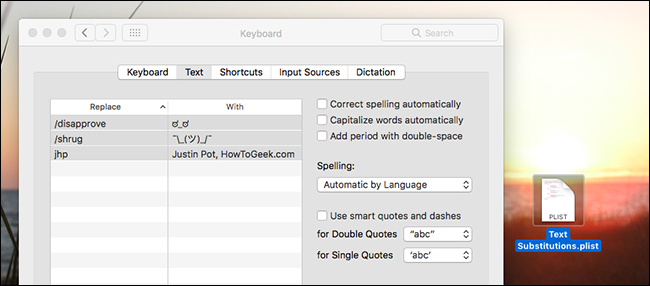 Keyboard
Search
Keyboard Text Shortcuts Input Sources Dictation
Replace With
/disapprove ಠ_ಠ
/shrug ¯\_(ツ)_/¯
jhp Justin Pot, HowToGeek.com
Correct spelling automatically
Capitalize words automatically
Add period with double-space
Spelling:
Automatic by Language
Use smart quotes and dashes
for Double Quotes “abc”
for Single Quotes ‘abc’
PLIST
Text
Substitutions.plist